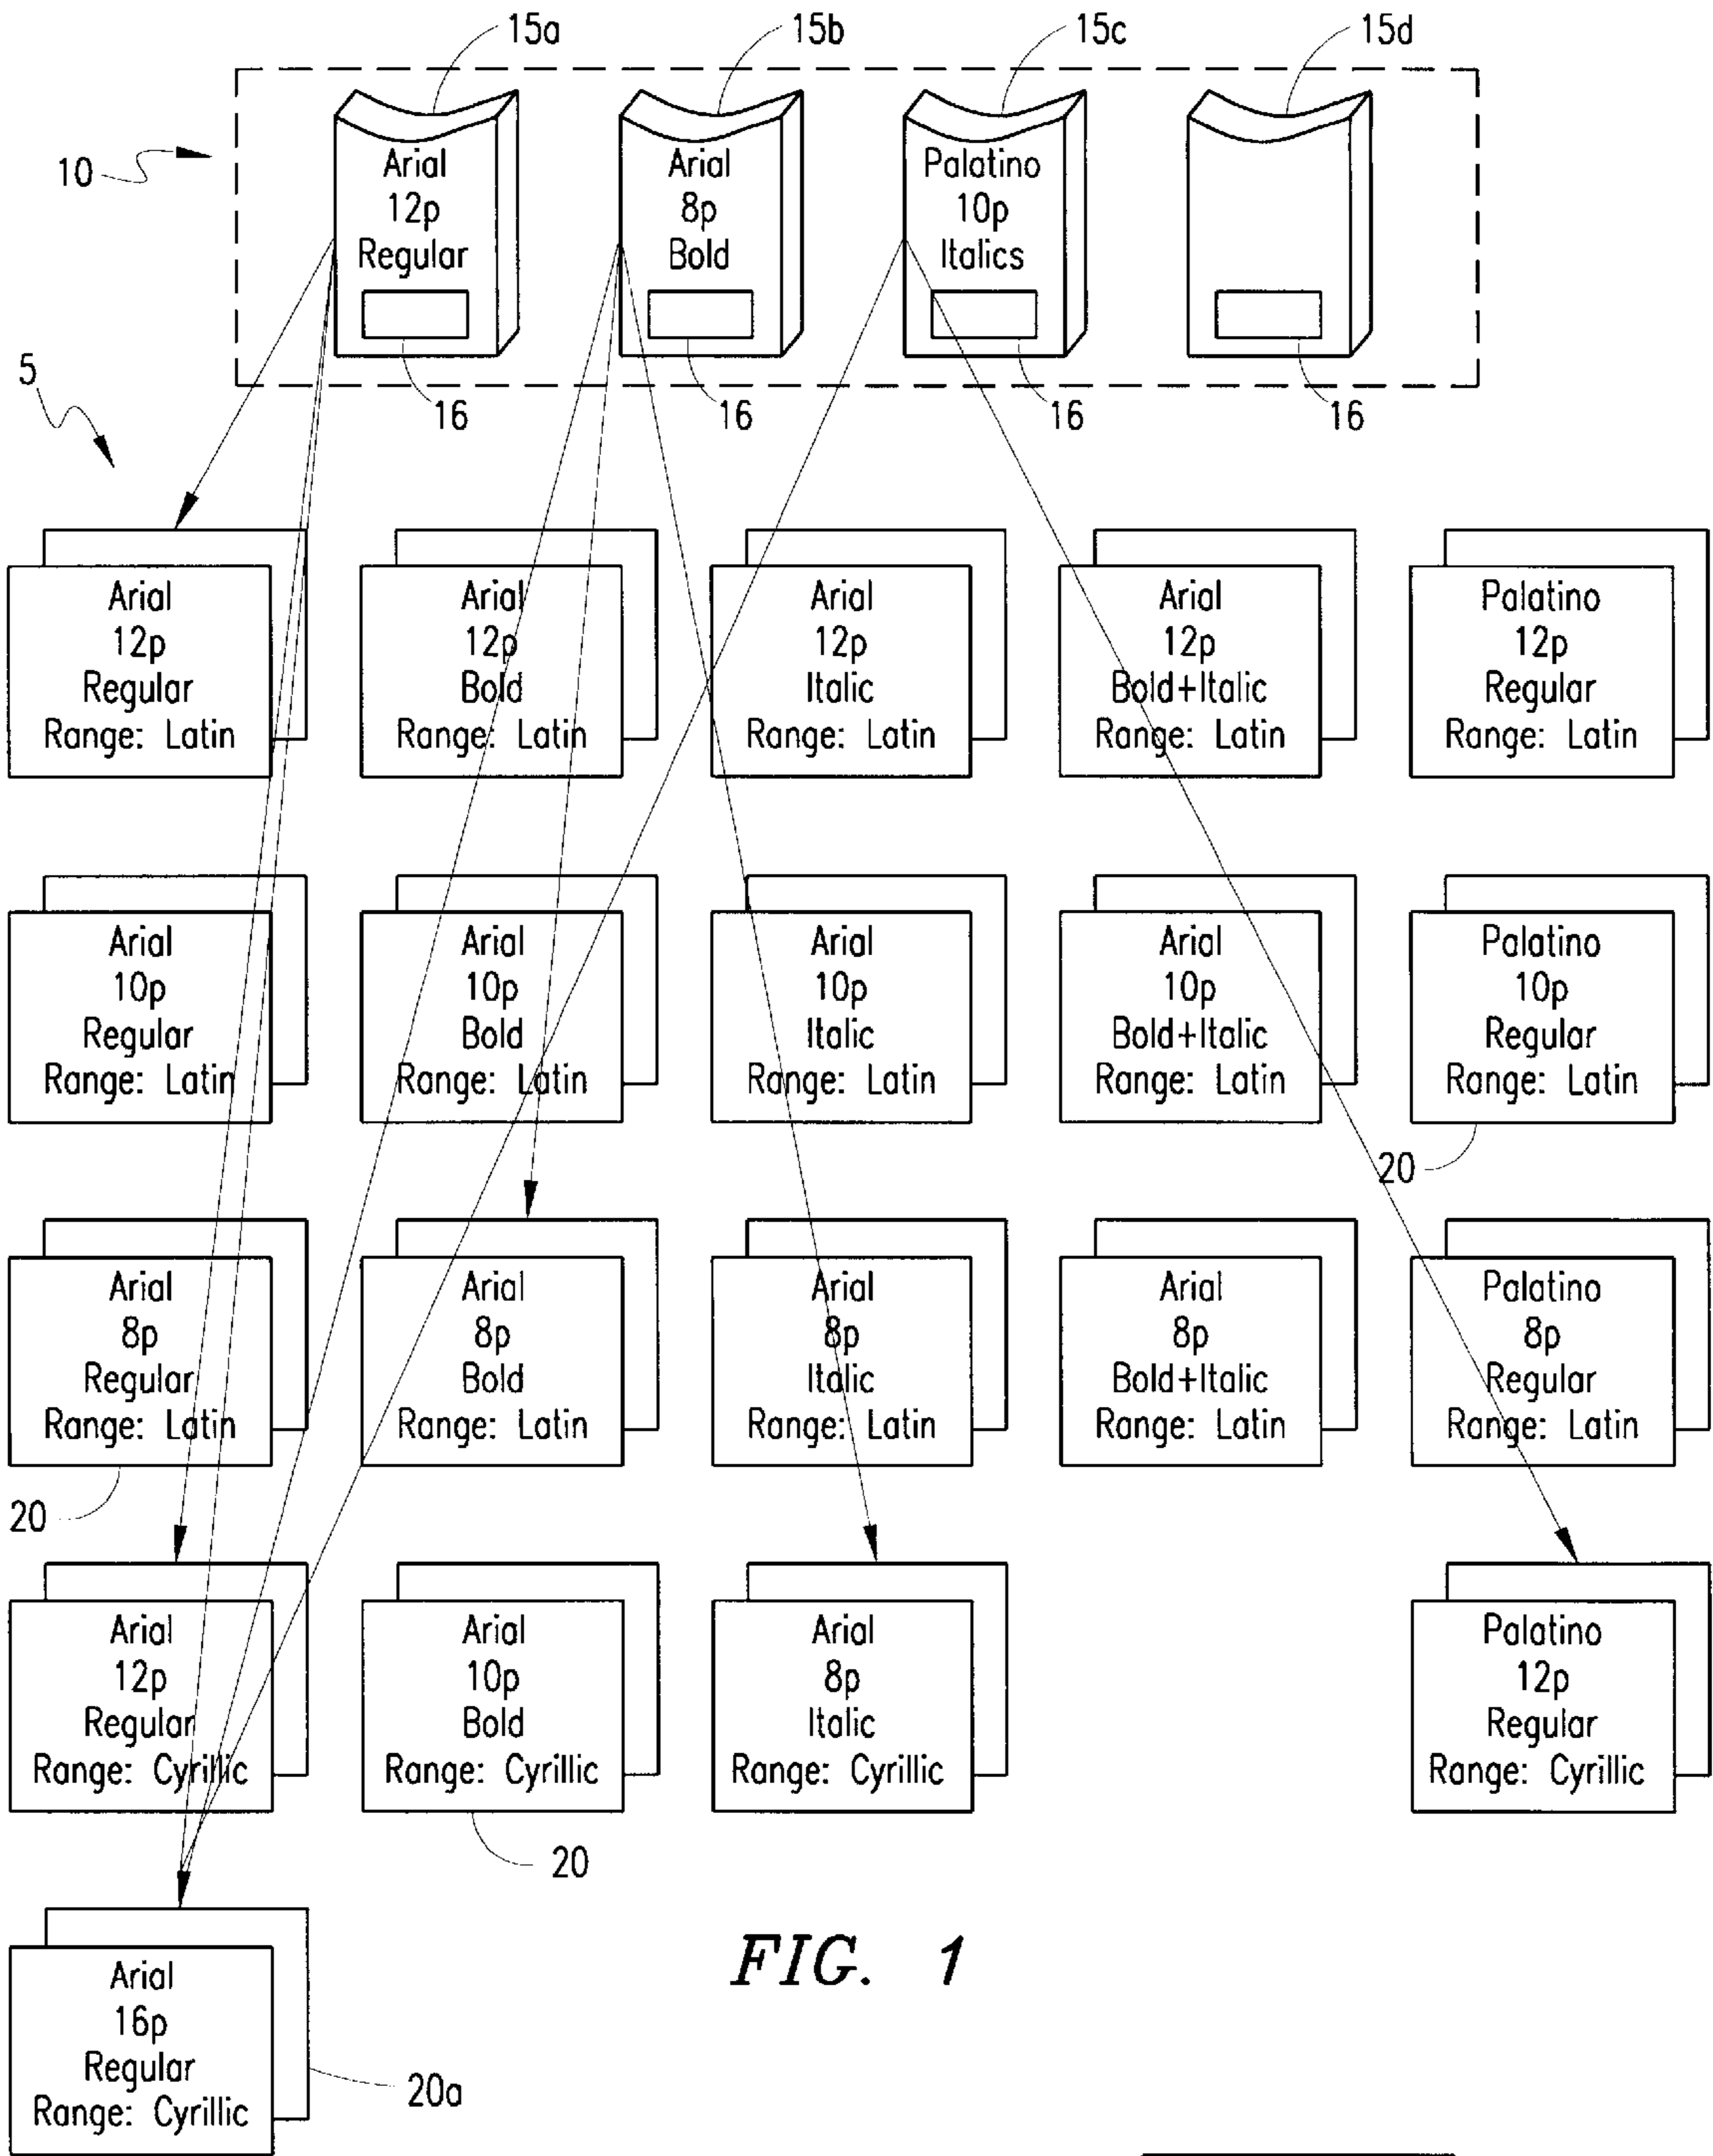 15a
15b
15c
15d
10
Arial
12p
Regular
Arial
8p
Bold
Palatino
10p
Italics
16
16
16
16
5
Arial
12p
Regular
Range: Latin
Arial
12p
Bold
Range: Latin
Arial
12p
Italic
Range: Latin
Arial
12p
Bold+Italic
Range: Latin
Palatino
12p
Regular
Range: Latin
Arial
10p
Regular
Range: Latin
Arial
10p
Bold
Range: Latin
Arial
10p
Italic
Range: Latin
Arial
10p
Bold+Italic
Range: Latin
Palatino
10p
Regular
Range: Latin
20
Arial
8p
Regular
Range: Latin
Arial
8p
Bold
Range: Latin
Arial
8p
Italic
Range: Latin
Arial
8p
Bold+Italic
Range: Latin
Palatino
8p
Regular
Range: Latin
20
Arial
12p
Regular
Range: Cyrillic
Arial
10p
Bold
Range: Cyrillic
Arial
8p
Italic
Range: Cyrillic
Palatino
12p
Regular
Range: Cyrillic
20
Arial
16p
Regular
Range: Cyrillic
20a
FIG. 1